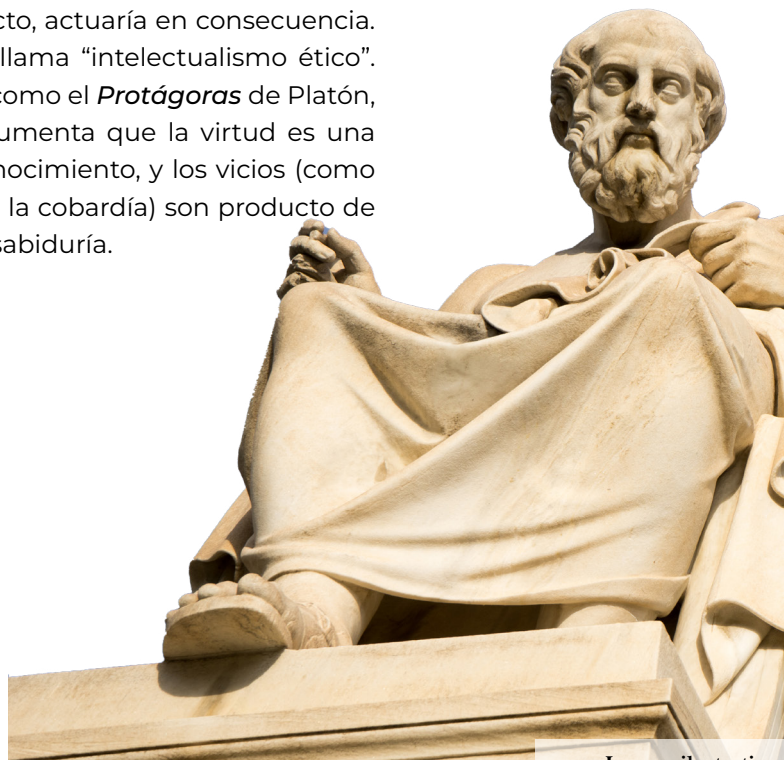 cto, actuaría en consecuencia.
llama “intelectualismo ético”.
como el Protágoras de Platón,
umenta que la virtud es una
nocimiento, y los vicios (como
la cobardía) son producto de
sabiduría.